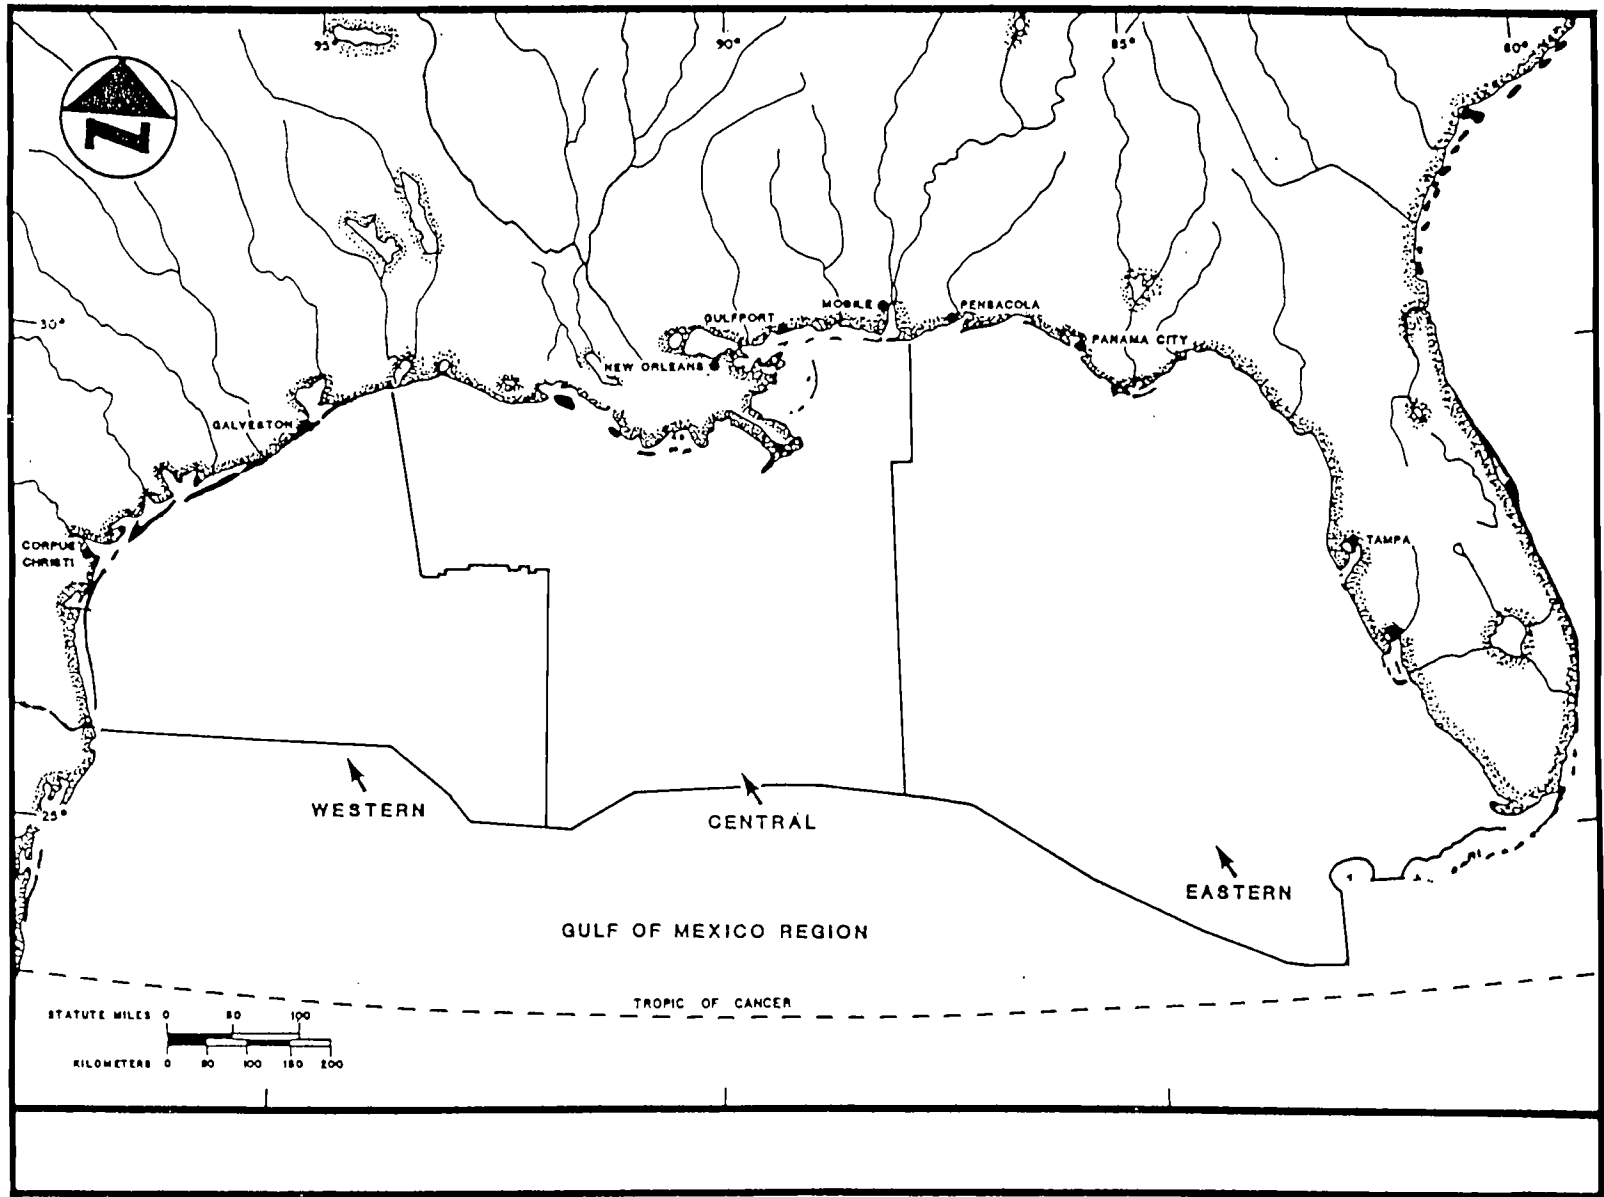 95°
90°
85°
80°
N
30°
MOBILE
PENSACOLA
GULFPORT
PANAMA CITY
NEW ORLEANS
GALVESTON
CORPUS
CHRISTI
TAMPA
25°
WESTERN
CENTRAL
EASTERN
GULF OF MEXICO REGION
TROPIC OF CANCER
STATUTE MILES 0 50 100
KILOMETERS 0 50 100 150 200